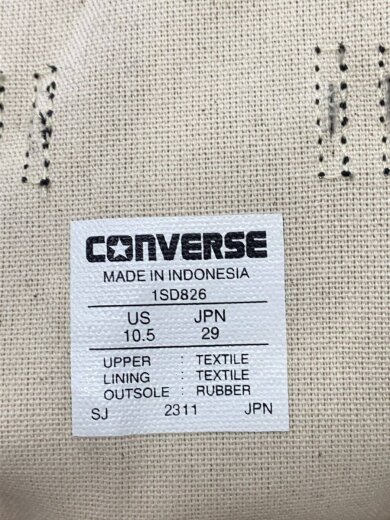 CONVERSE
MADE IN INDONESIA
1SD826
US JPN
10.5 29
UPPER : TEXTILE
LINING : TEXTILE
OUTSOLE : RUBBER
SJ 2311 JPN